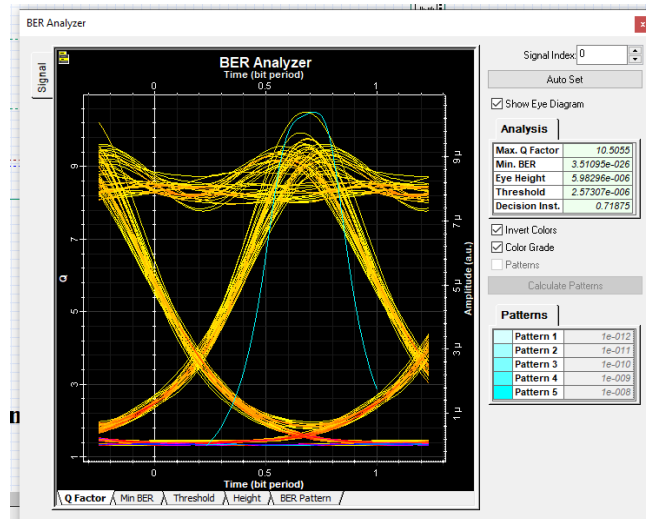 BER Analyzer
Signal Index: 0
Auto Set
Show Eye Diagram
Analysis
Max. Q Factor 10.5055
Min. BER 3.51095e-026
Eye Height 5.98296e-006
Threshold 2.57307e-006
Decision Inst. 0.71875
Invert Colors
Color Grade
Patterns
Calculate Patterns
Patterns
Pattern 1 1e-012
Pattern 2 1e-011
Pattern 3 1e-010
Pattern 4 1e-009
Pattern 5 1e-008
Signal
BER Analyzer
Time (bit period)
0 0.5 1
9
7
5
3
1
Q
9 µ
7 µ
5 µ
3 µ
1 µ
Amplitude (a.u.)
0 0.5 1
Time (bit period)
Q Factor Min BER Threshold Height BER Pattern